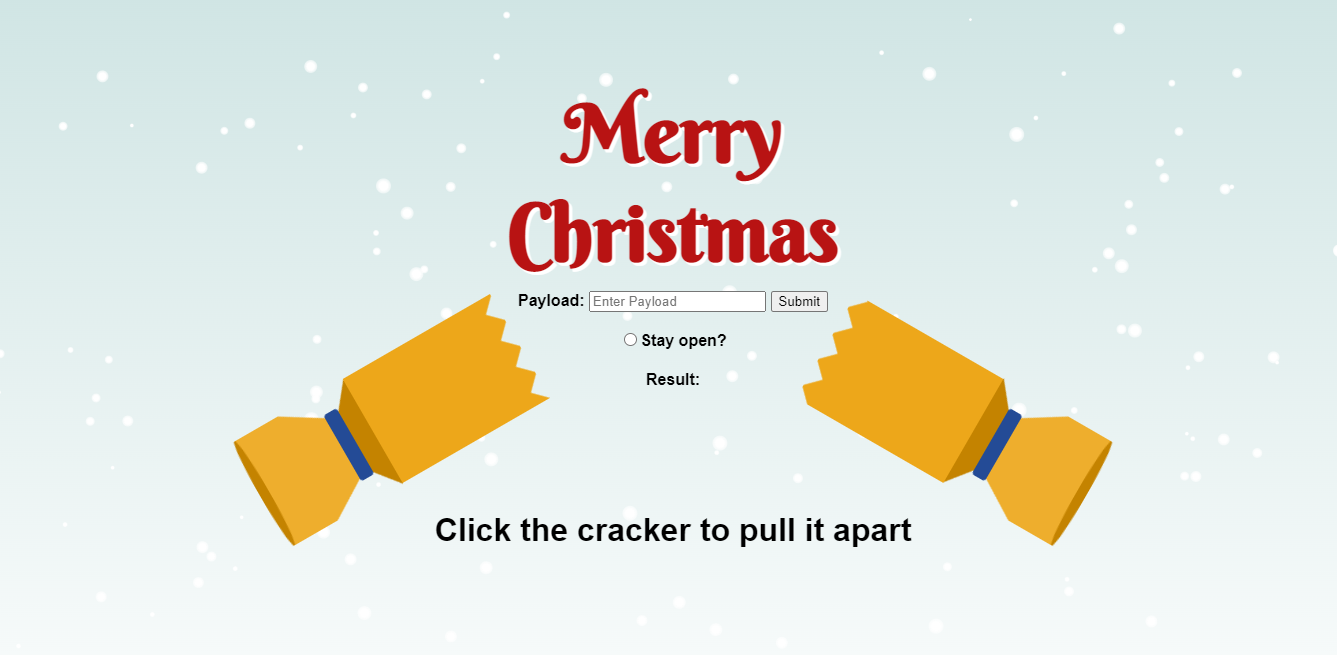 Merry
Christmas
Payload: Enter Payload Submit
Stay open?
Result:
Click the cracker to pull it apart